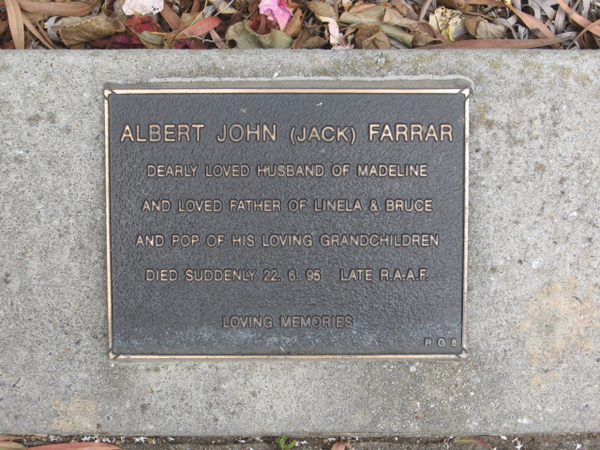 ALBERT JOHN (JACK) FARRAR
DEARLY LOVED HUSBAND OF MADELINE
AND LOVED FATHER OF LINELA & BRUCE
AND POP OF HIS LOVING GRANDCHILDREN
DIED SUDDENLY 22. 6. 95 LATE R.A.A.F.
LOVING MEMORIES
R G 8